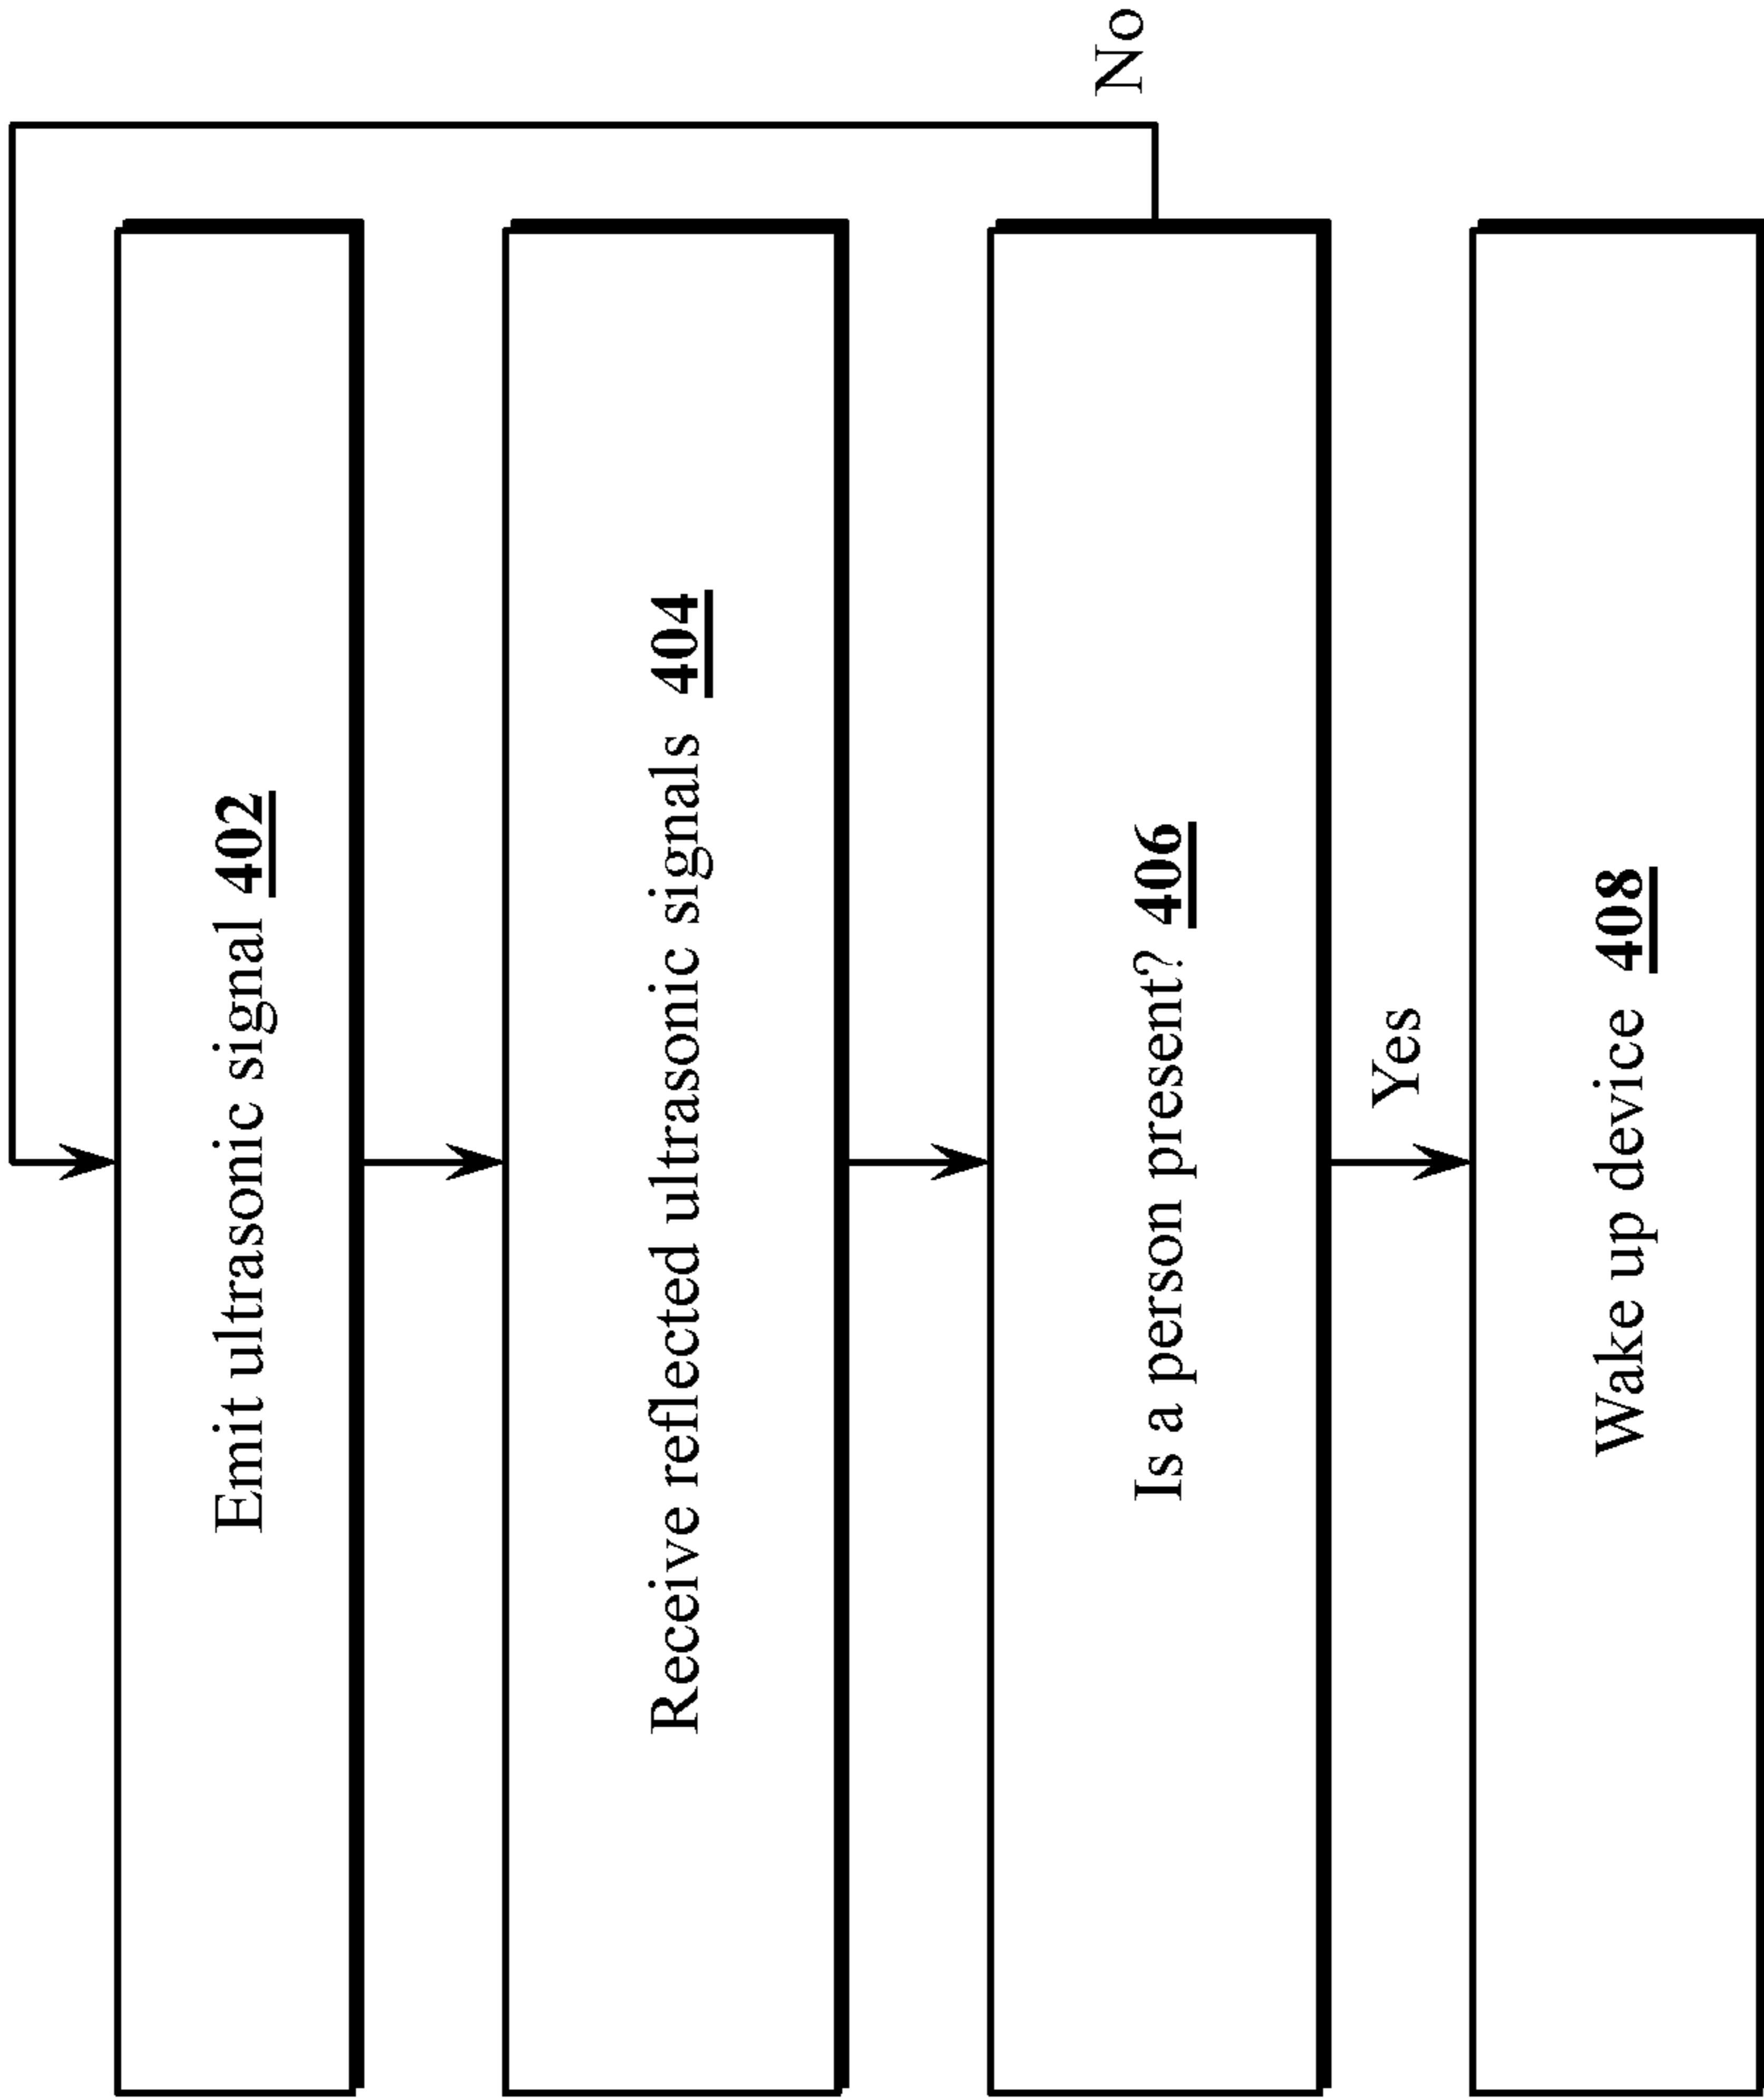 Emit ultrasonic signal 402
Receive reflected ultrasonic signals 404
Is a person present? 406
No
Yes
Wake up device 408